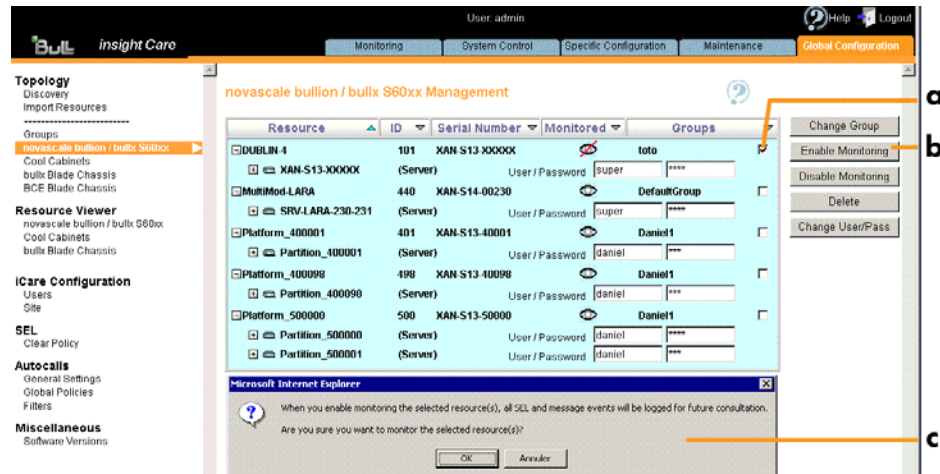 User: admin
Help Logout
Bull insight Care
Monitoring System Control Specific Configuration Maintenance Global Configuration
Topology
Discovery
Import Resources
------------------------
Groups
novascale bullion / bullx S60xx
Cool Cabinets
bullx Blade Chassis
BCE Blade Chassis
Resource Viewer
novascale bullion / bullx S60xx
Cool Cabinets
bullx Blade Chassis
iCare Configuration
Users
Site
SEL
Clear Policy
Autocalls
General Settings
Global Policies
Filters
Miscellaneous
Software Versions
novascale bullion / bullx S60xx Management
Resource ID Serial Number Monitored Groups
DUBLIN-4 101 XAN-S13-XXXXX toto
XAN-S13-XXXXX (Server) User / Password super ****
MultiMod-LARA 440 XAN-S14-00230 DefaultGroup
SRV-LARA-230-231 (Server) User / Password super ****
Platform_400001 401 XAN-S13-40001 Daniel1
Partition_400001 (Server) User / Password daniel ***
Platform_400098 498 XAN-S13-40098 Daniel1
Partition_400098 (Server) User / Password daniel ***
Platform_500000 500 XAN-S13-50000 Daniel1
Partition_500000 (Server) User / Password daniel ****
Partition_500001 (Server) User / Password daniel ***
Change Group
Enable Monitoring
Disable Monitoring
Delete
Change User/Pass
a
b
Microsoft Internet Explorer
When you enable monitoring the selected resource(s), all SEL and message events will be logged for future consultation.
Are you sure you want to monitor the selected resource(s)?
OK Annuler
c